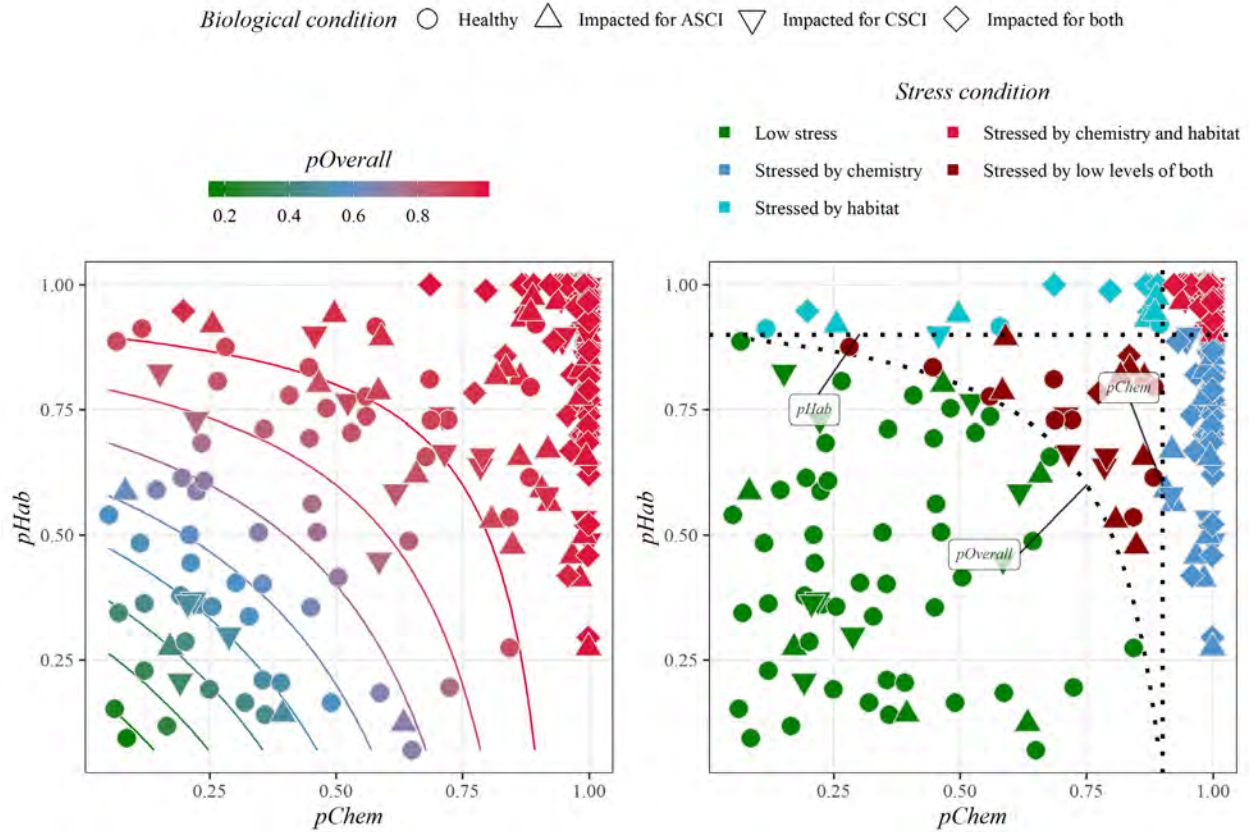 Biological condition Healthy Impacted for ASCI Impacted for CSCI Impacted for both
Stress condition
Low stress Stressed by chemistry and habitat
Stressed by chemistry Stressed by low levels of both
Stressed by habitat
pOverall
0.2 0.4 0.6 0.8
1.00
0.75
0.50
0.25
pHab
0.25 0.50 0.75 1.00
pChem
1.00
0.75
0.50
0.25
pHab
pChem
pOverall
0.25 0.50 0.75 1.00
pChem